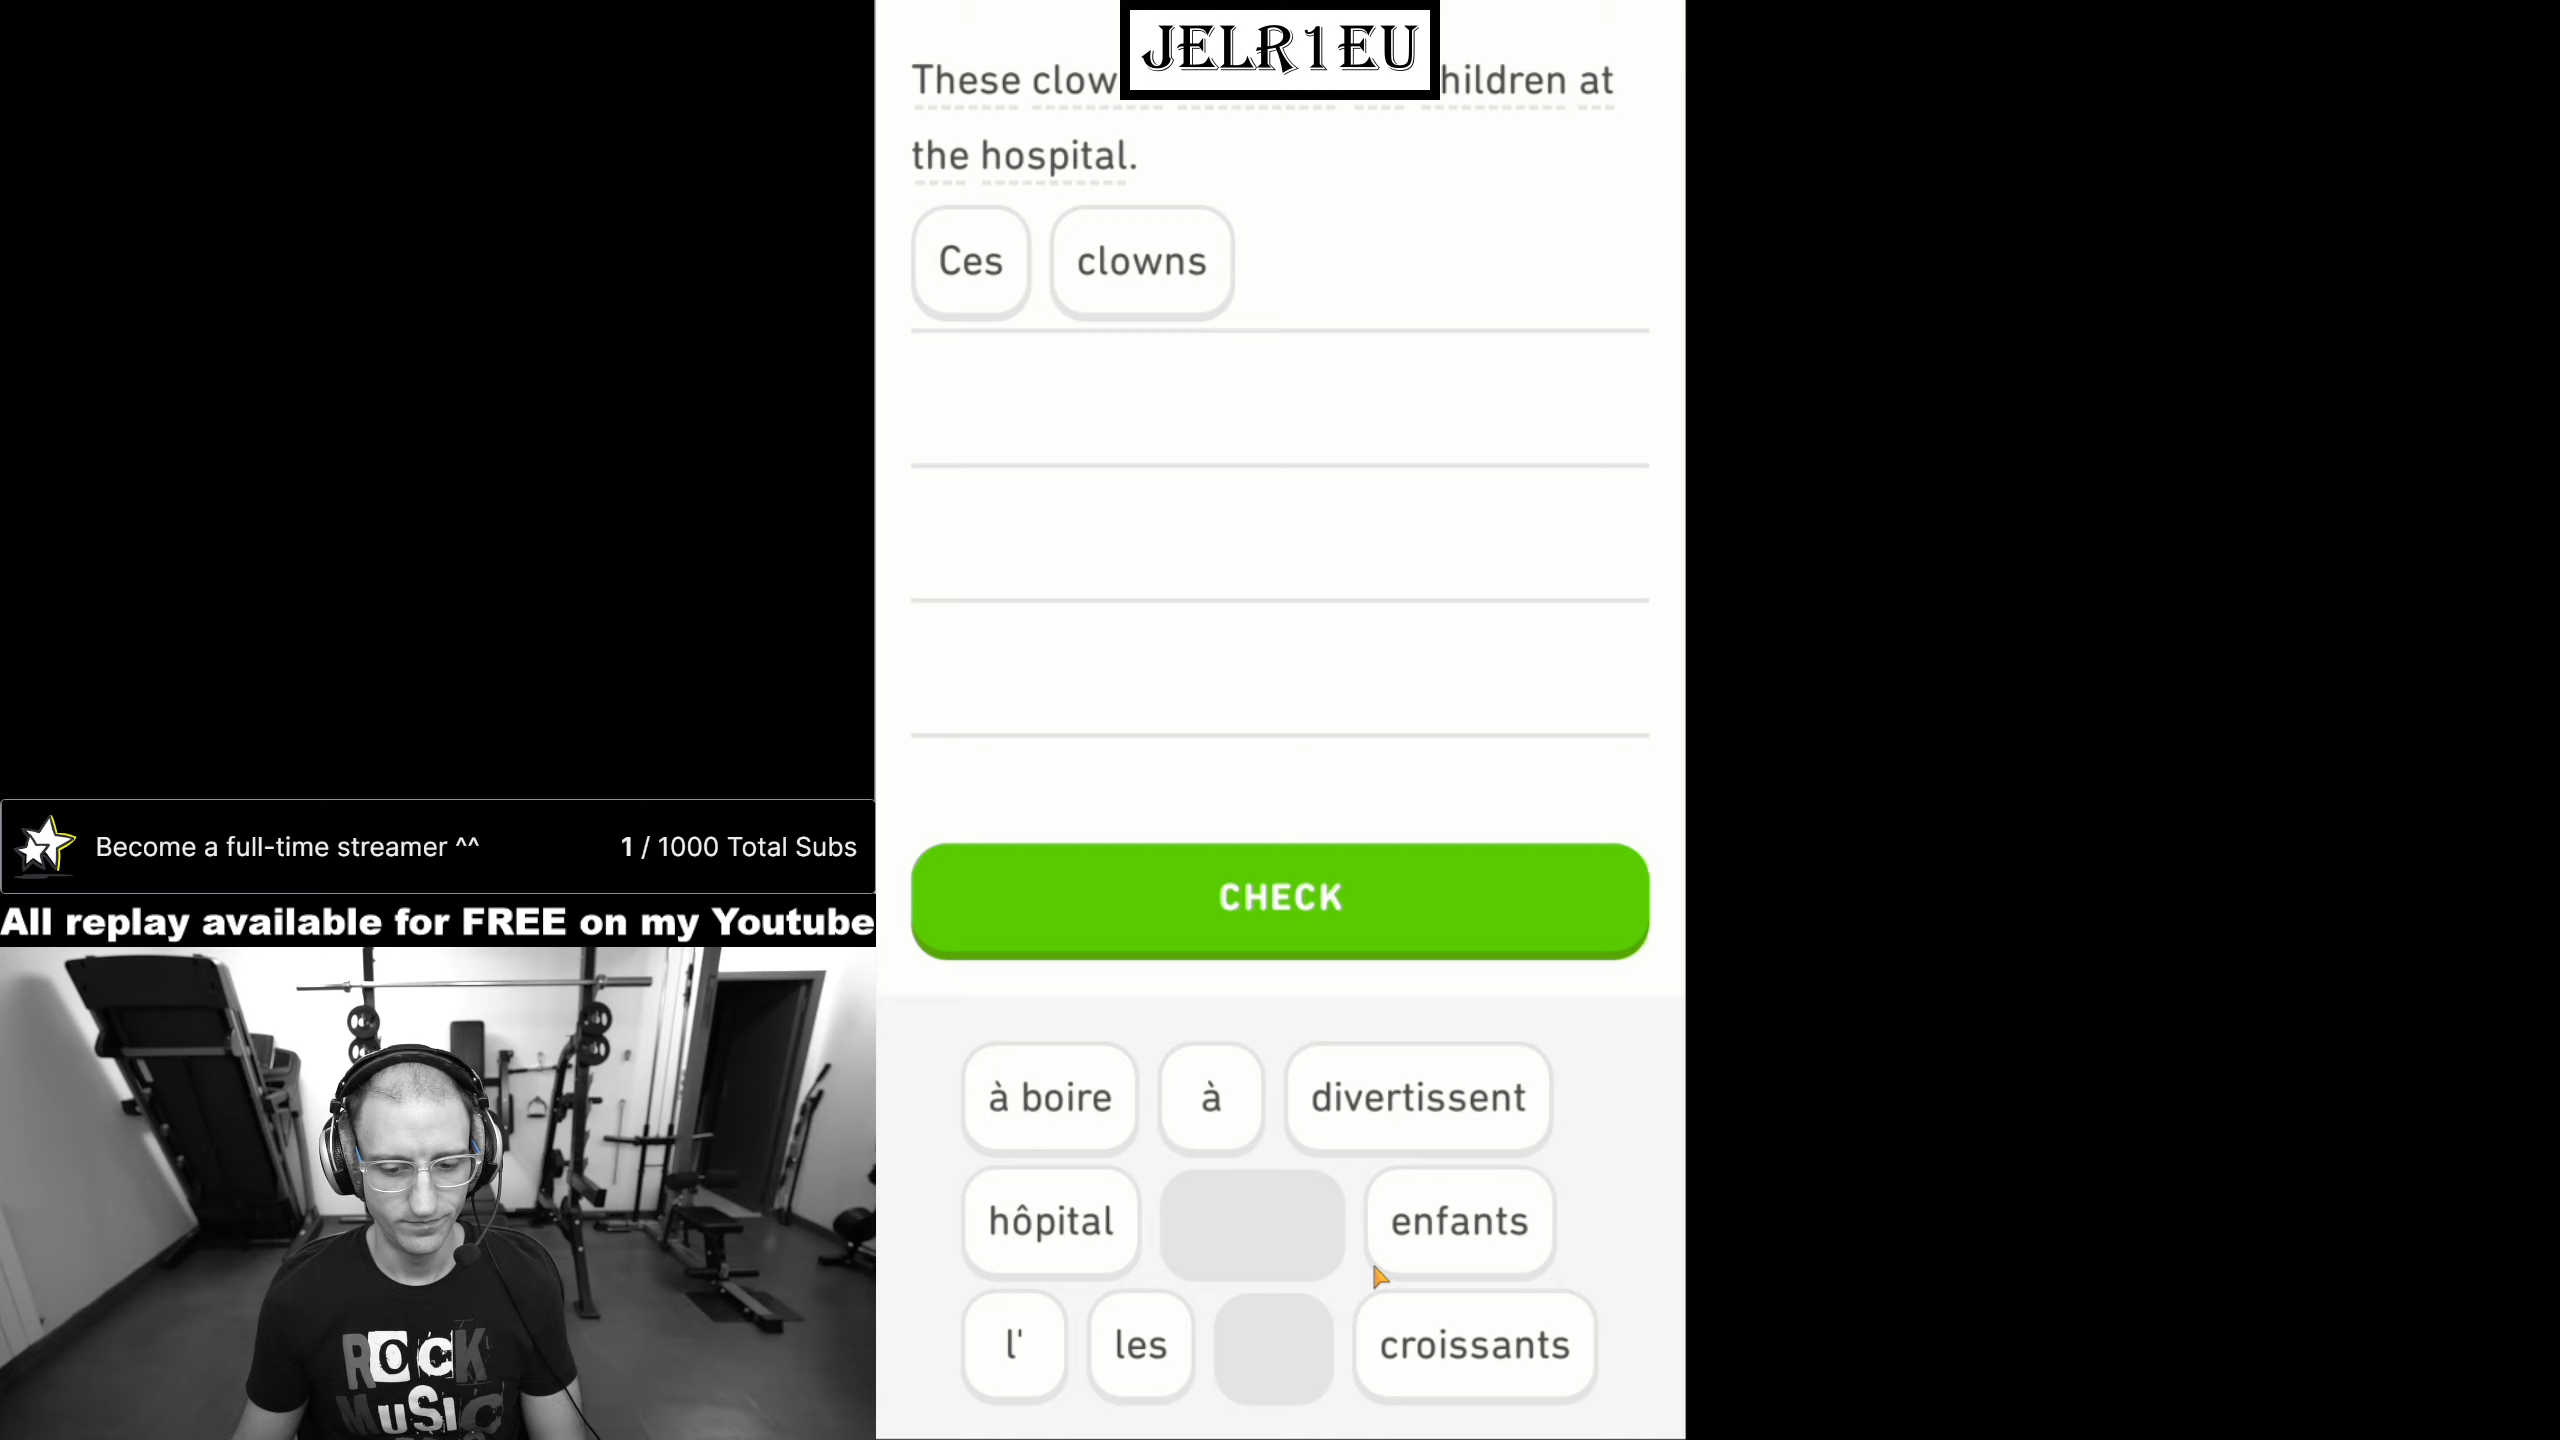 JELR1EU
These clow hildren at
the hospital.
Ces clowns
CHECK
à boire à divertissent
hôpital enfants
l' les croissants
Become a full-time streamer ^^ 1 / 1000 Total Subs
All replay available for FREE on my Youtube
ROCK
MUSIC